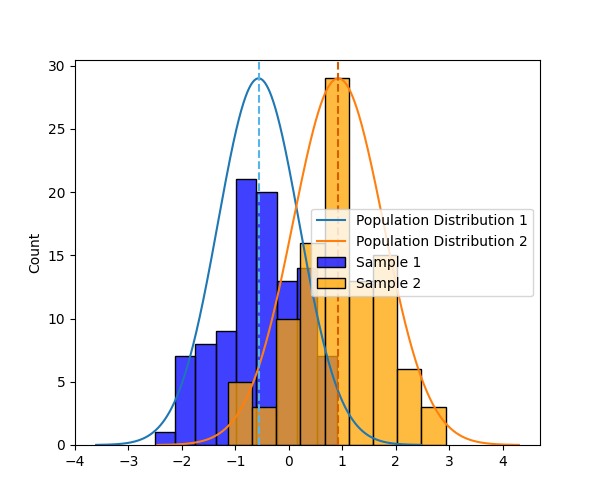 30
25
20
15
10
5
0
Count
Population Distribution 1
Population Distribution 2
Sample 1
Sample 2
−4 −3 −2 −1 0 1 2 3 4